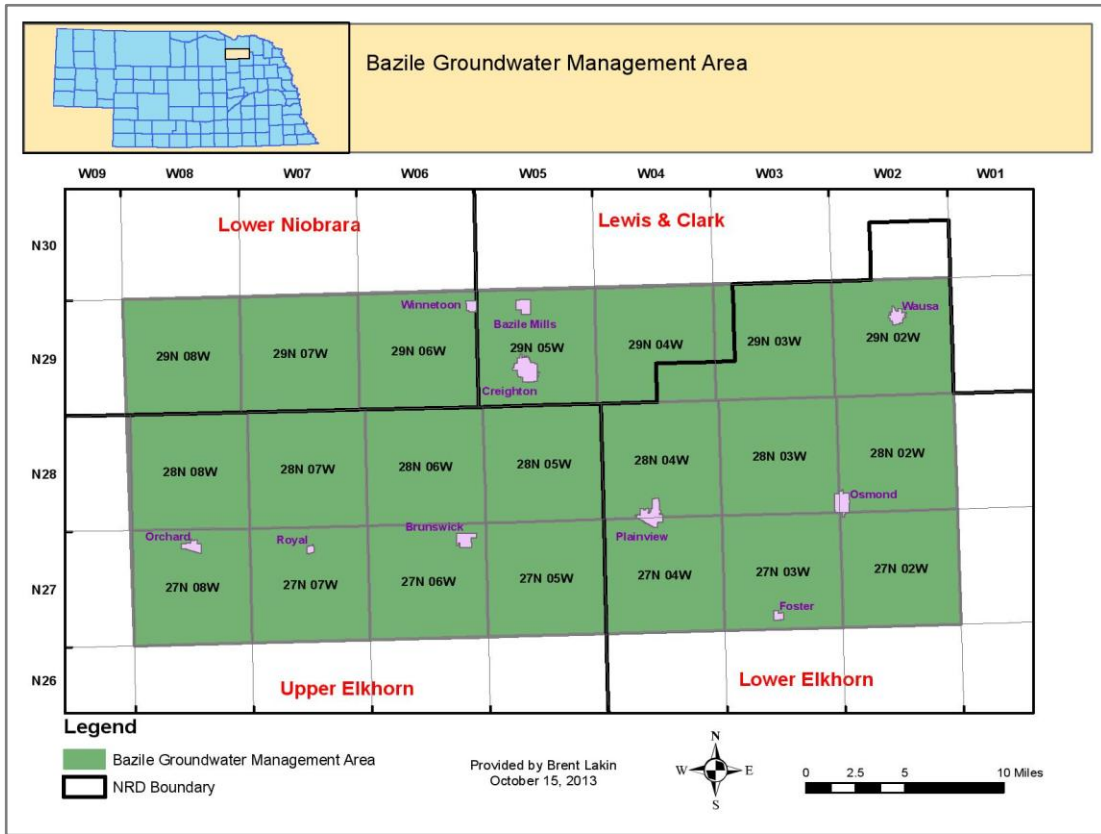 Bazile Groundwater Management Area
W09 W08 W07 W06 W05 W04 W03 W02 W01
N30
Lower Niobrara
Lewis & Clark
Winnetoon
Bazile Mills
Wausa
N29
29N 08W
29N 07W
29N 06W
29N 05W
29N 04W
29N 03W
29N 02W
Creighton
N28
28N 08W
28N 07W
28N 06W
28N 05W
28N 04W
28N 03W
28N 02W
Osmond
Orchard
Royal
Brunswick
Plainview
N27
27N 08W
27N 07W
27N 06W
27N 05W
27N 04W
27N 03W
27N 02W
Foster
N26
Upper Elkhorn
Lower Elkhorn
Legend
Bazile Groundwater Management Area
NRD Boundary
Provided by Brent Lakin
October 15, 2013
N
W E
S
0 2.5 5 10 Miles